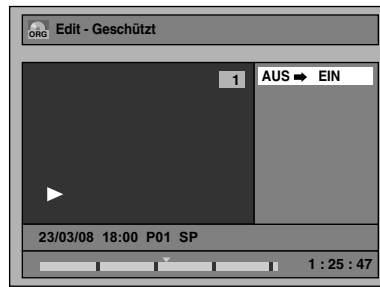 ORG Edit - Geschützt
1 AUS ➡ EIN
23/03/08 18:00 P01 SP
1 : 25 : 47